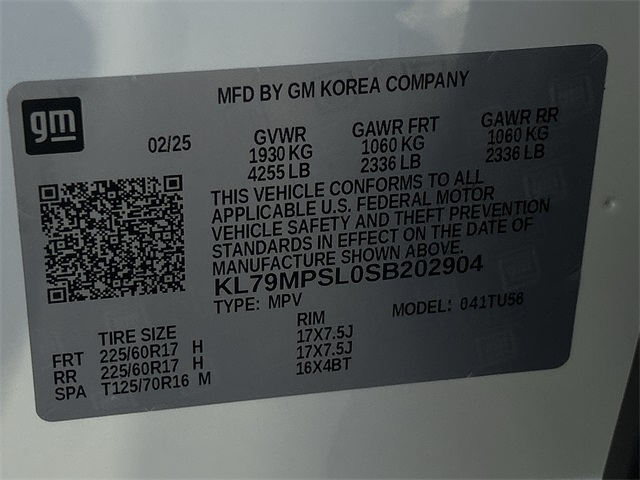 MFD BY GM KOREA COMPANY
gm
02/25
GVWR GAWR FRT GAWR RR
1930 KG 1060 KG 1060 KG
4255 LB 2336 LB 2336 LB
THIS VEHICLE CONFORMS TO ALL
APPLICABLE U.S. FEDERAL MOTOR
VEHICLE SAFETY AND THEFT PREVENTION
STANDARDS IN EFFECT ON THE DATE OF
MANUFACTURE SHOWN ABOVE.
KL79MPSL0SB202904
TYPE: MPV MODEL: 041TU56
TIRE SIZE RIM
FRT 225/60R17 H 17X7.5J
RR 225/60R17 H 17X7.5J
SPA T125/70R16 M 16X4BT